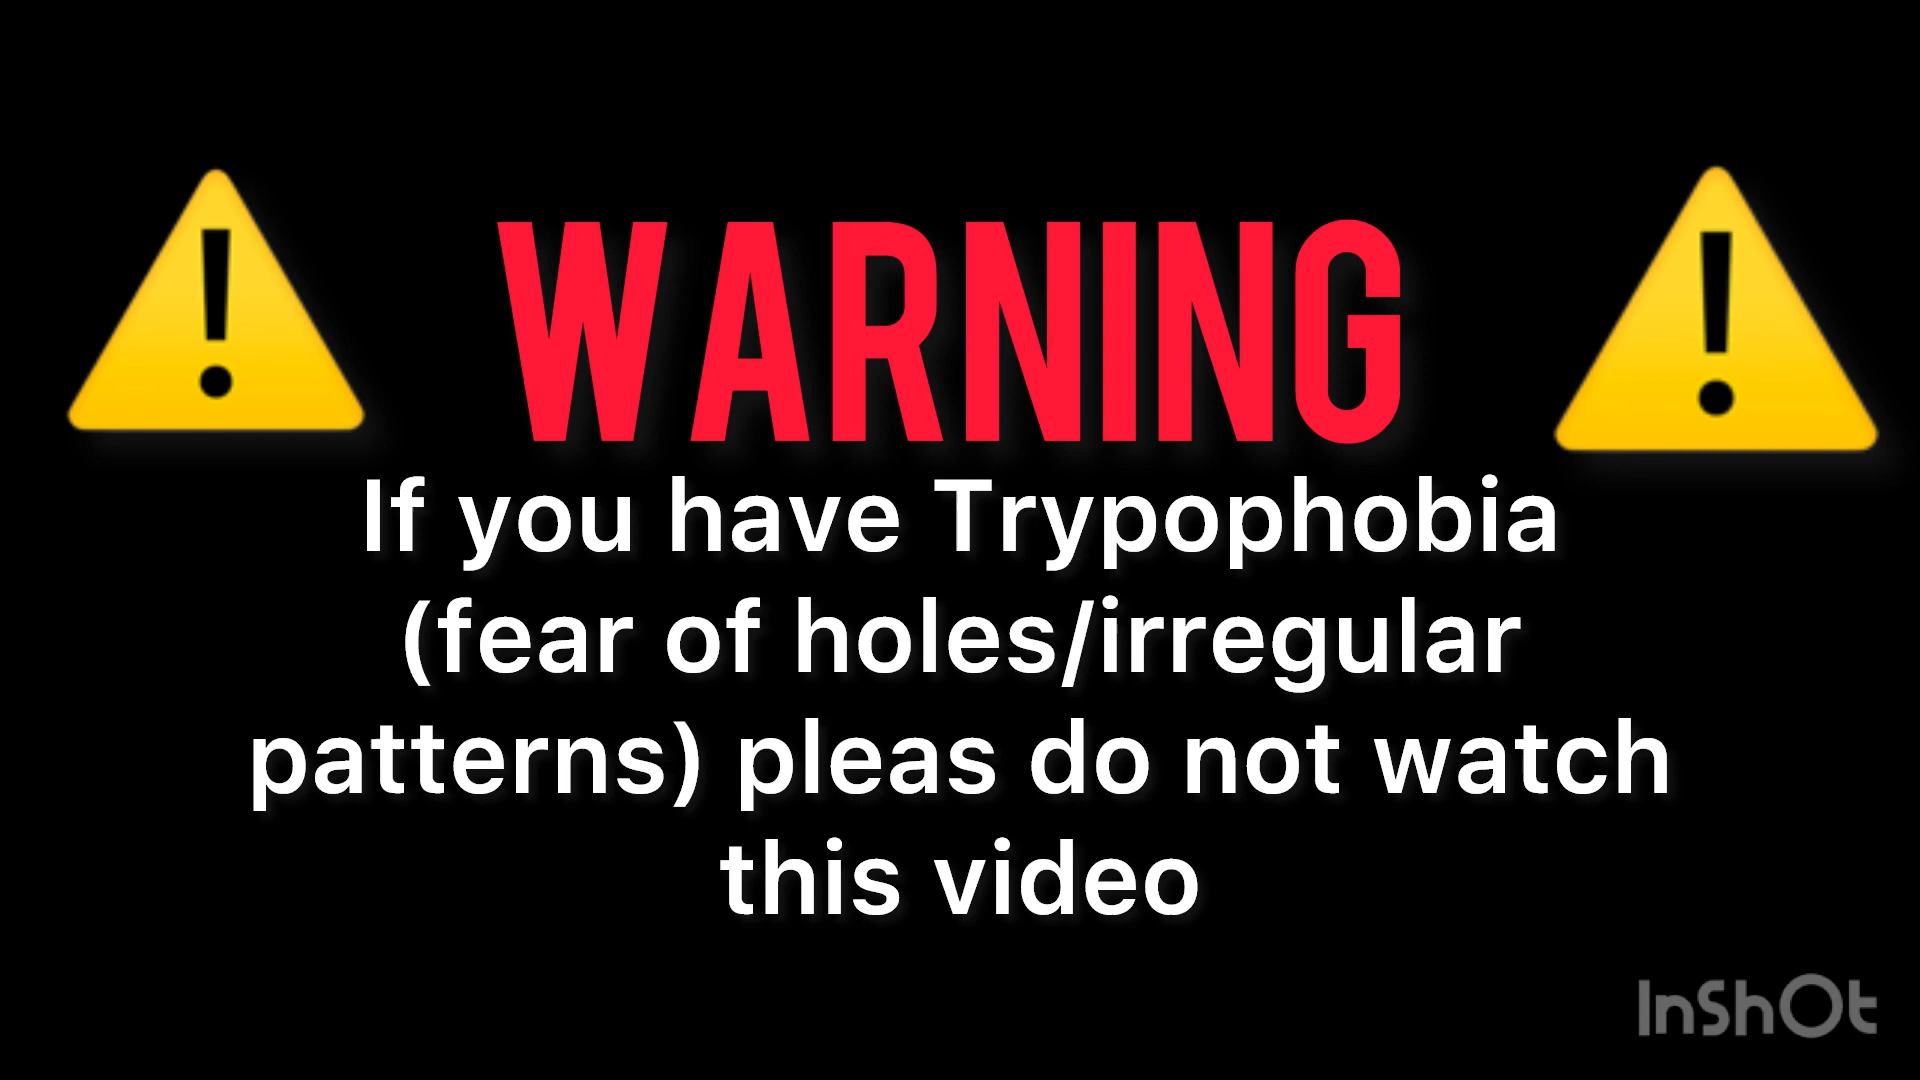 WARNING
If you have Trypophobia
(fear of holes/irregular
patterns) pleas do not watch
this video
InShOt